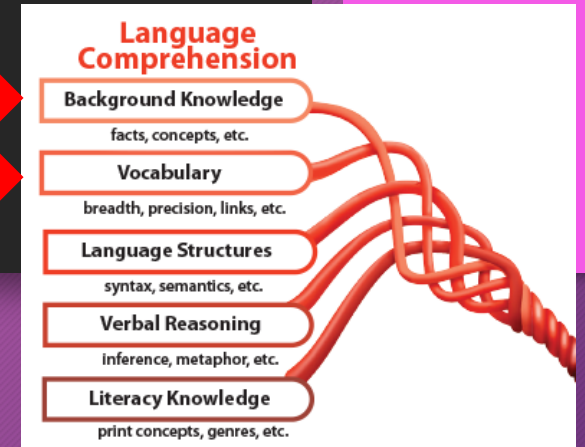 Language
Comprehension
Background Knowledge
facts, concepts, etc.
Vocabulary
breadth, precision, links, etc.
Language Structures
syntax, semantics, etc.
Verbal Reasoning
inference, metaphor, etc.
Literacy Knowledge
print concepts, genres, etc.